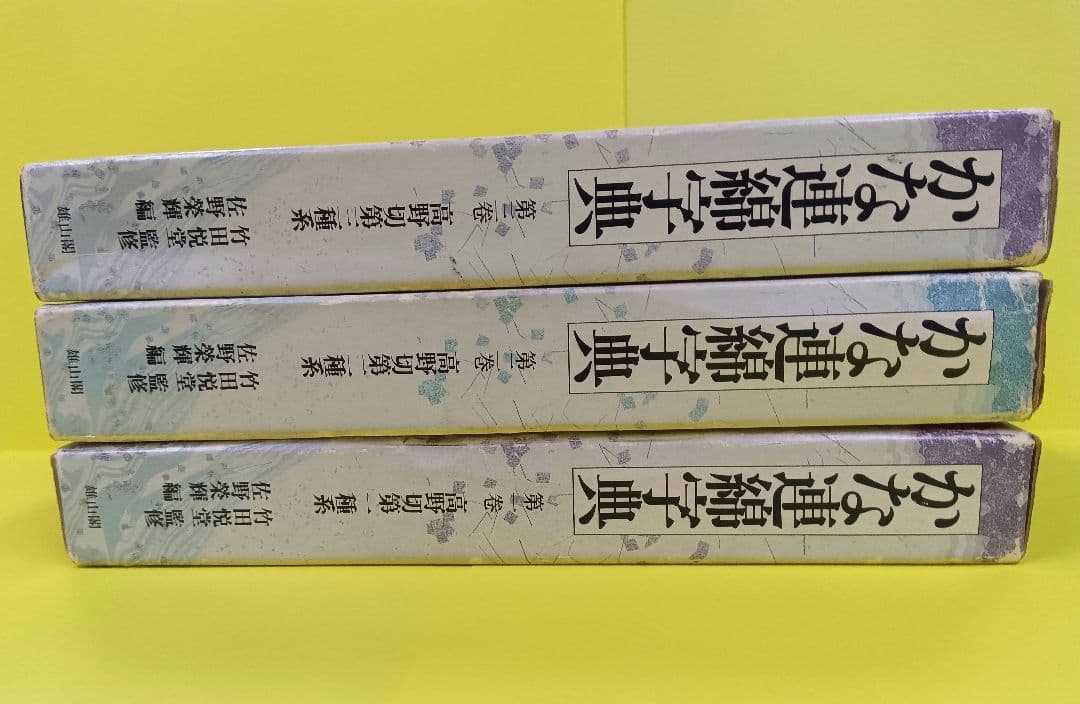 かな連綿字典
第三巻
高野切第三種系
竹田悦堂監修
佐野榮輝編
雄山閣
かな連綿字典
第二巻
高野切第二種系
竹田悦堂監修
佐野榮輝編
雄山閣
かな連綿字典
第一巻
高野切第一種系
竹田悦堂監修
佐野榮輝編
雄山閣